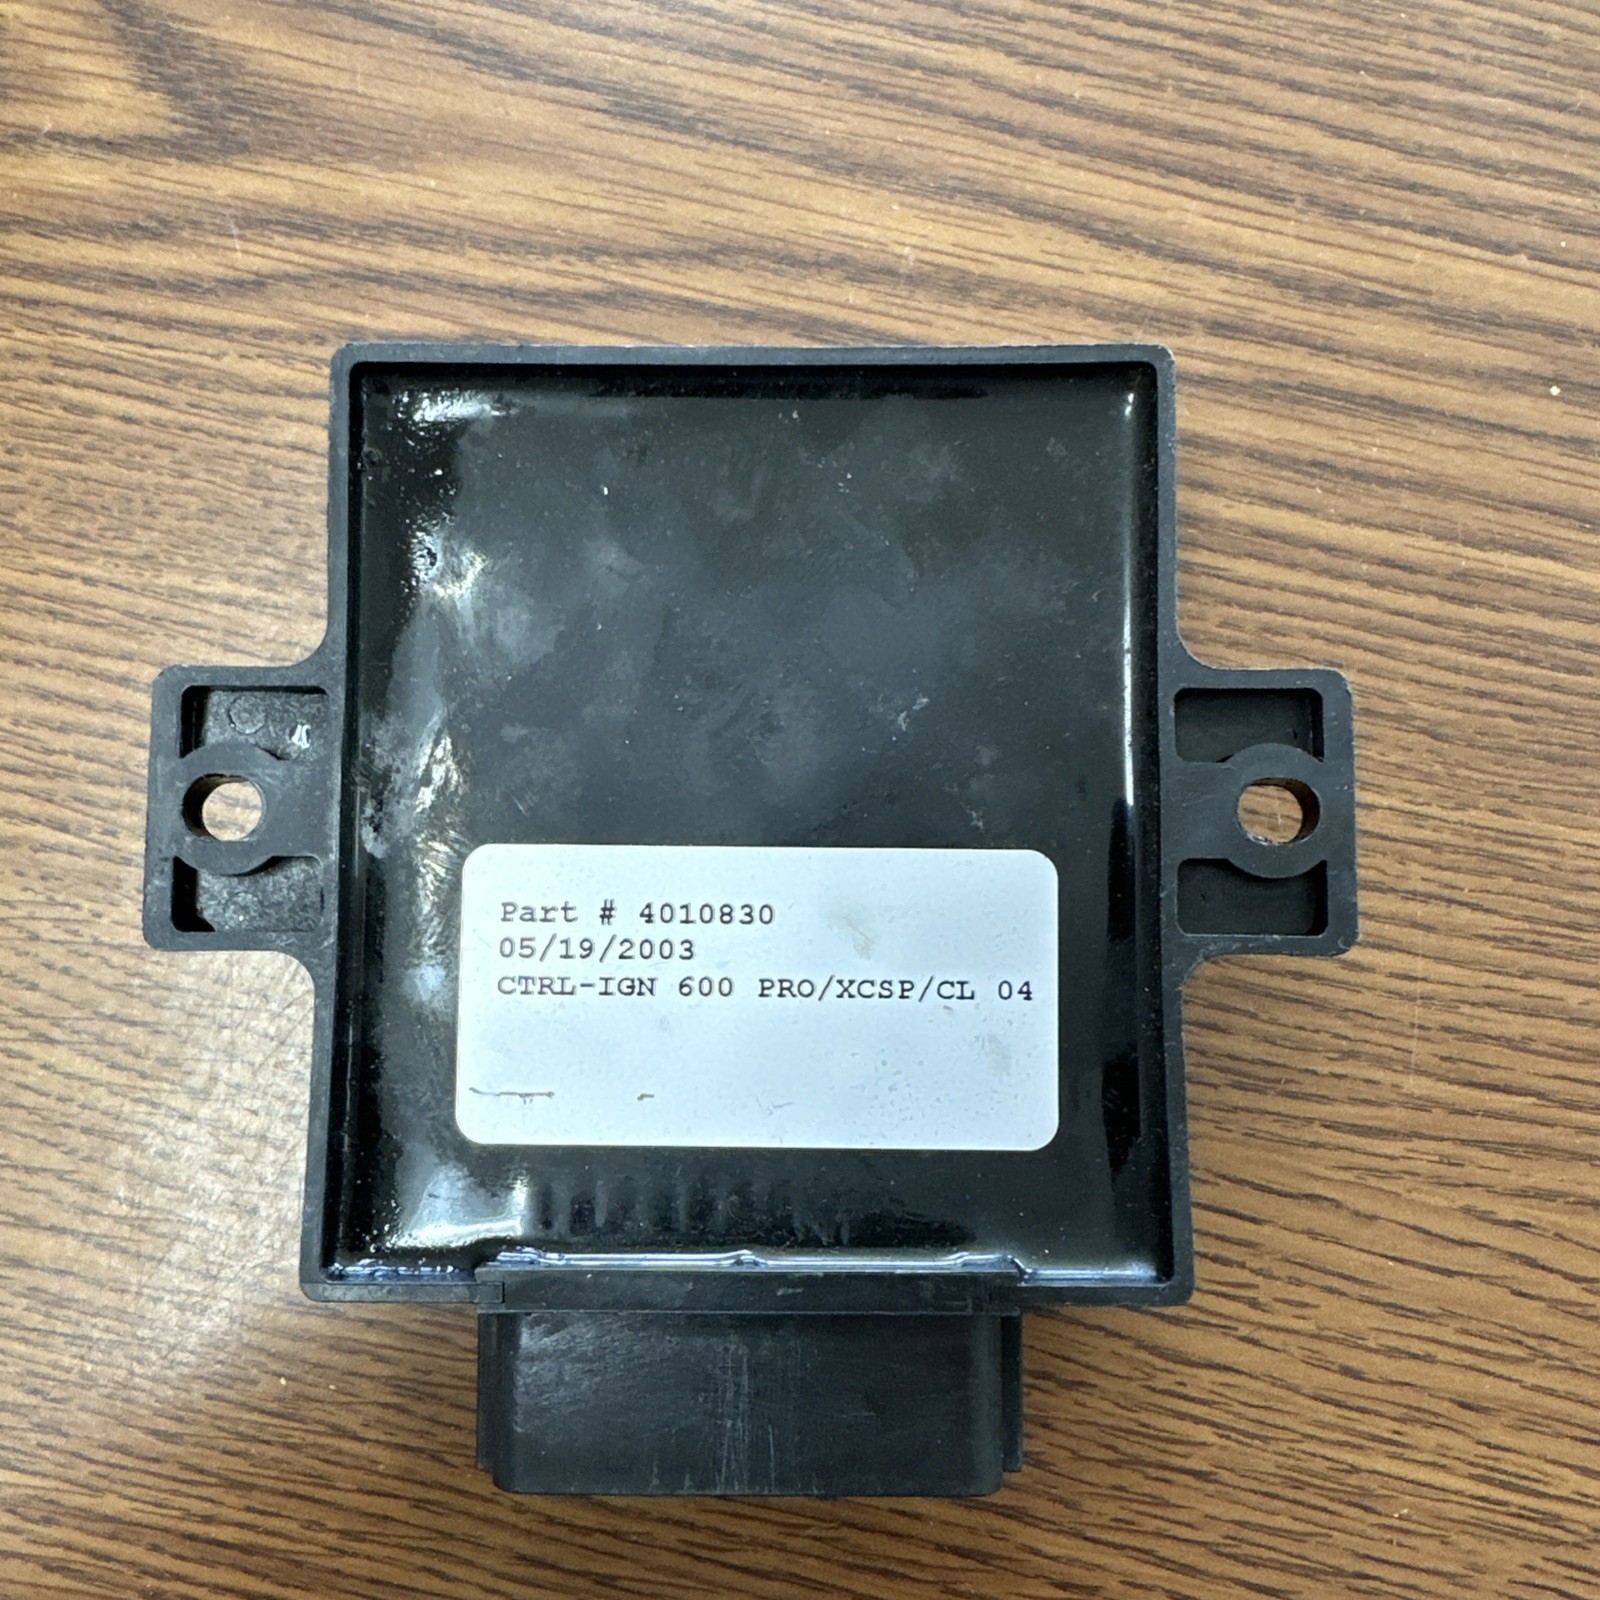 Part # 4010830
05/19/2003
CTRL-IGN 600 PRO/XCSP/CL 04